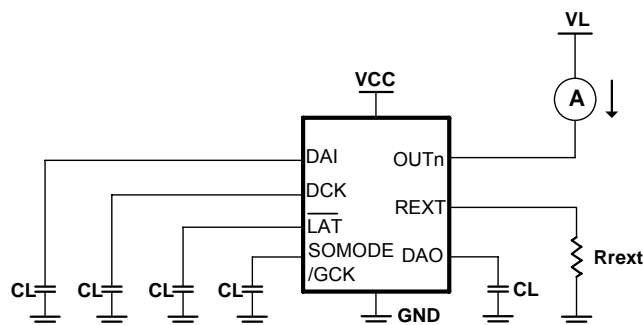 VL
VCC
A
DAI
OUTn
DCK
REXT
LAT
SOMODE
/GCK
DAO
Rrext
CL
CL
CL
CL
CL
GND